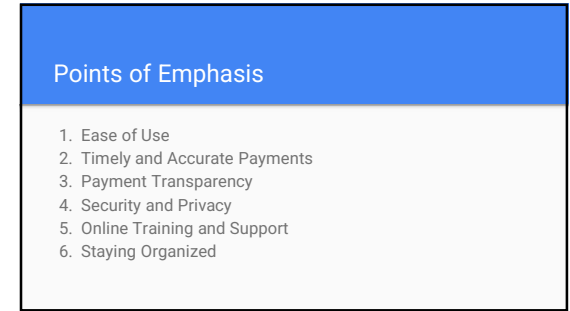 Points of Emphasis
1. Ease of Use
2. Timely and Accurate Payments
3. Payment Transparency
4. Security and Privacy
5. Online Training and Support
6. Staying Organized